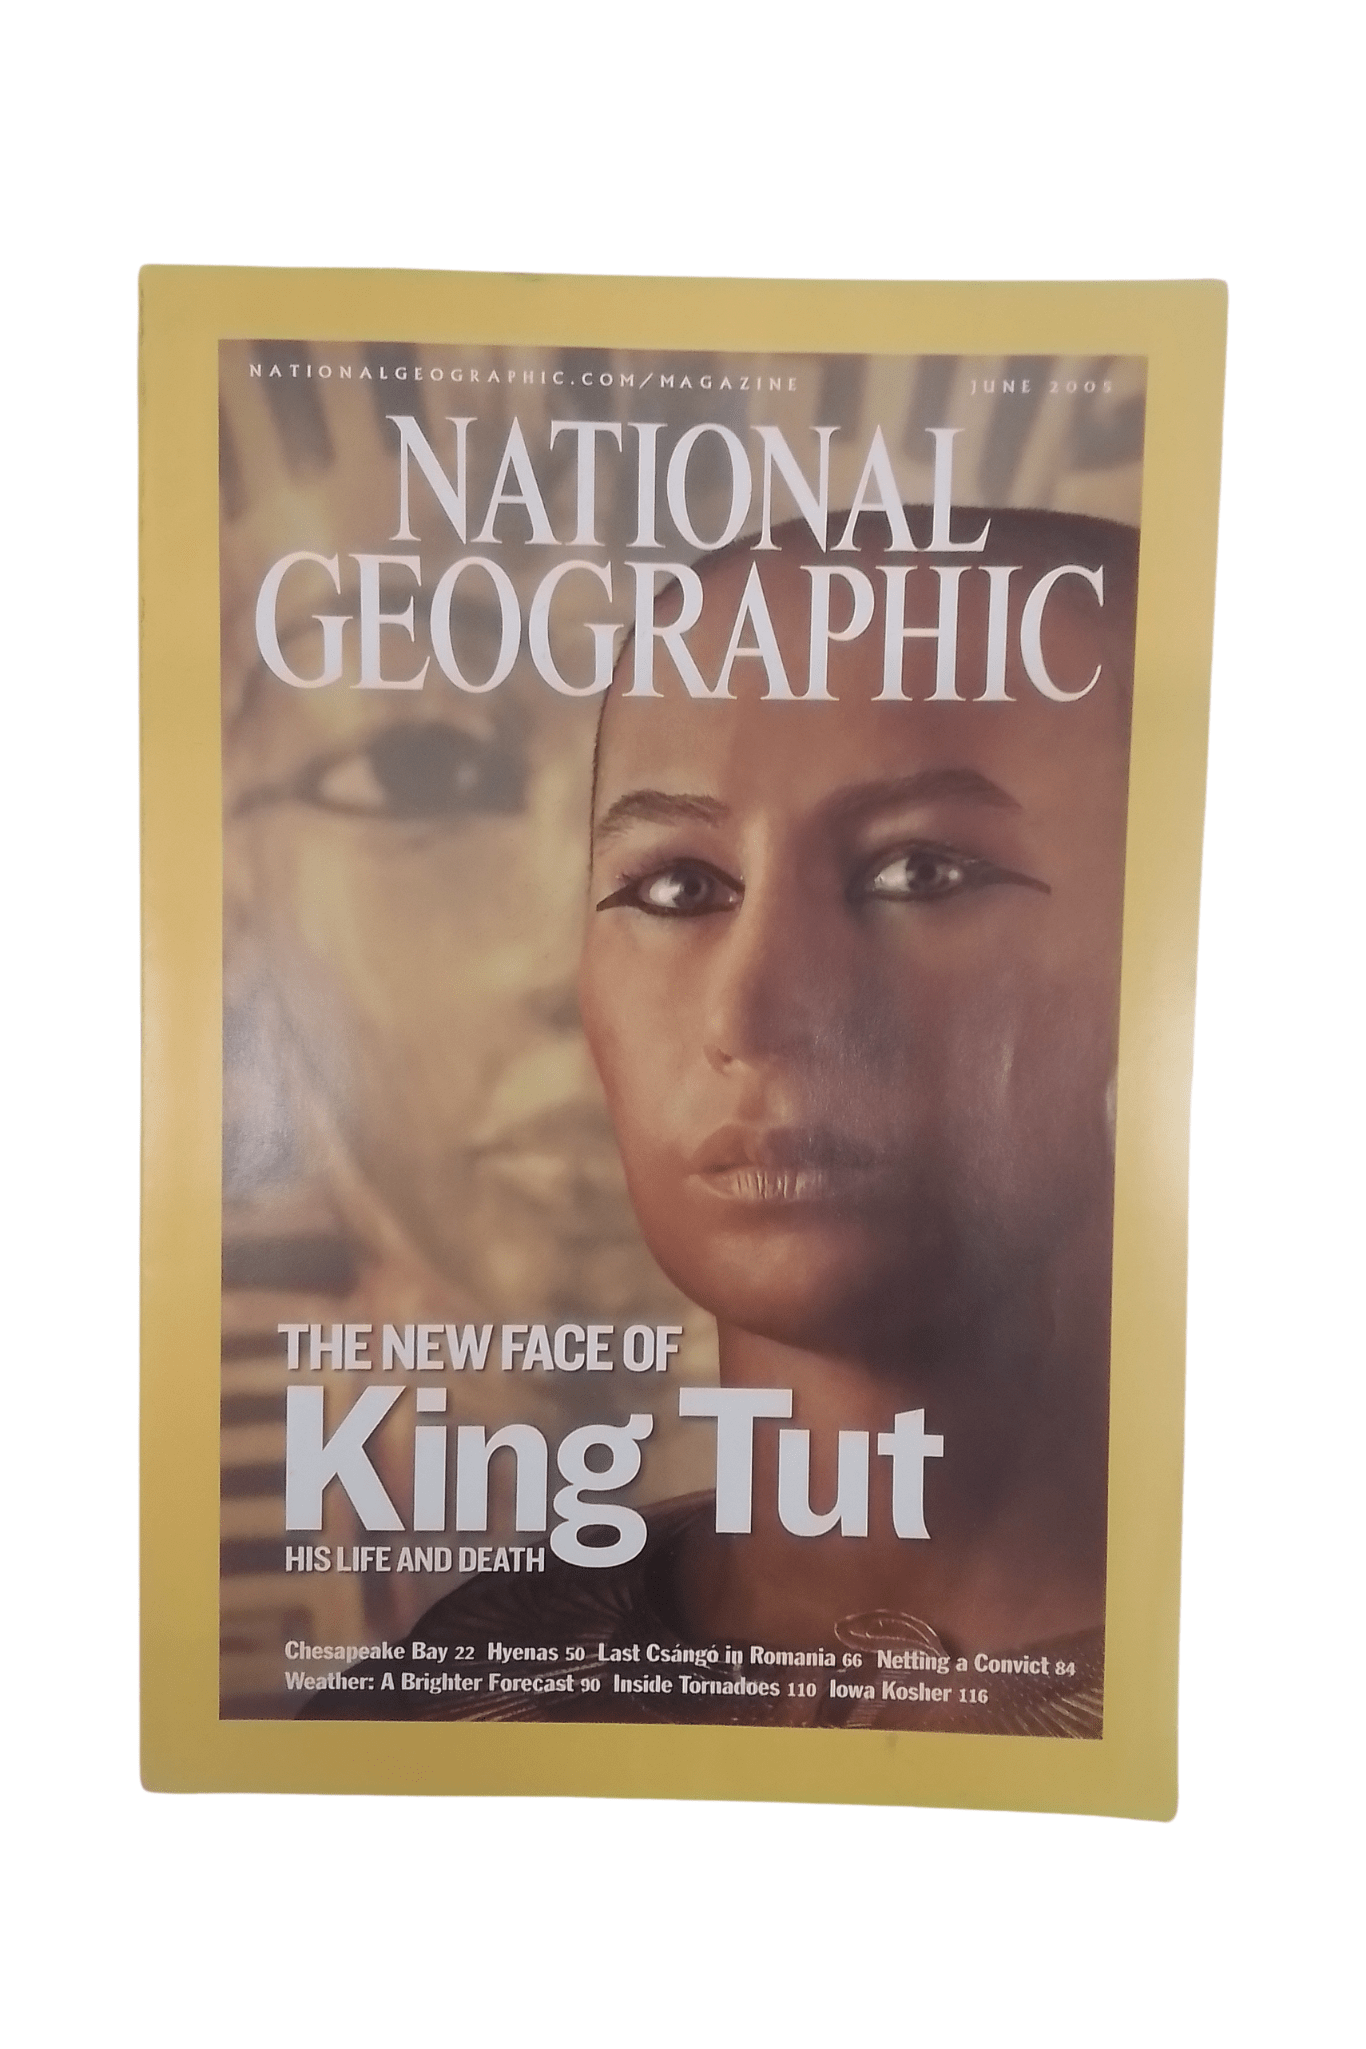 NATIONALGEOGRAPHIC.COM/MAGAZINE JUNE 2005
NATIONAL
GEOGRAPHIC
THE NEW FACE OF
King Tut
HIS LIFE AND DEATH
Chesapeake Bay 22 Hyenas 50 Last Csángó in Romania 66 Netting a Convict 84
Weather: A Brighter Forecast 90 Inside Tornadoes 110 Iowa Kosher 116